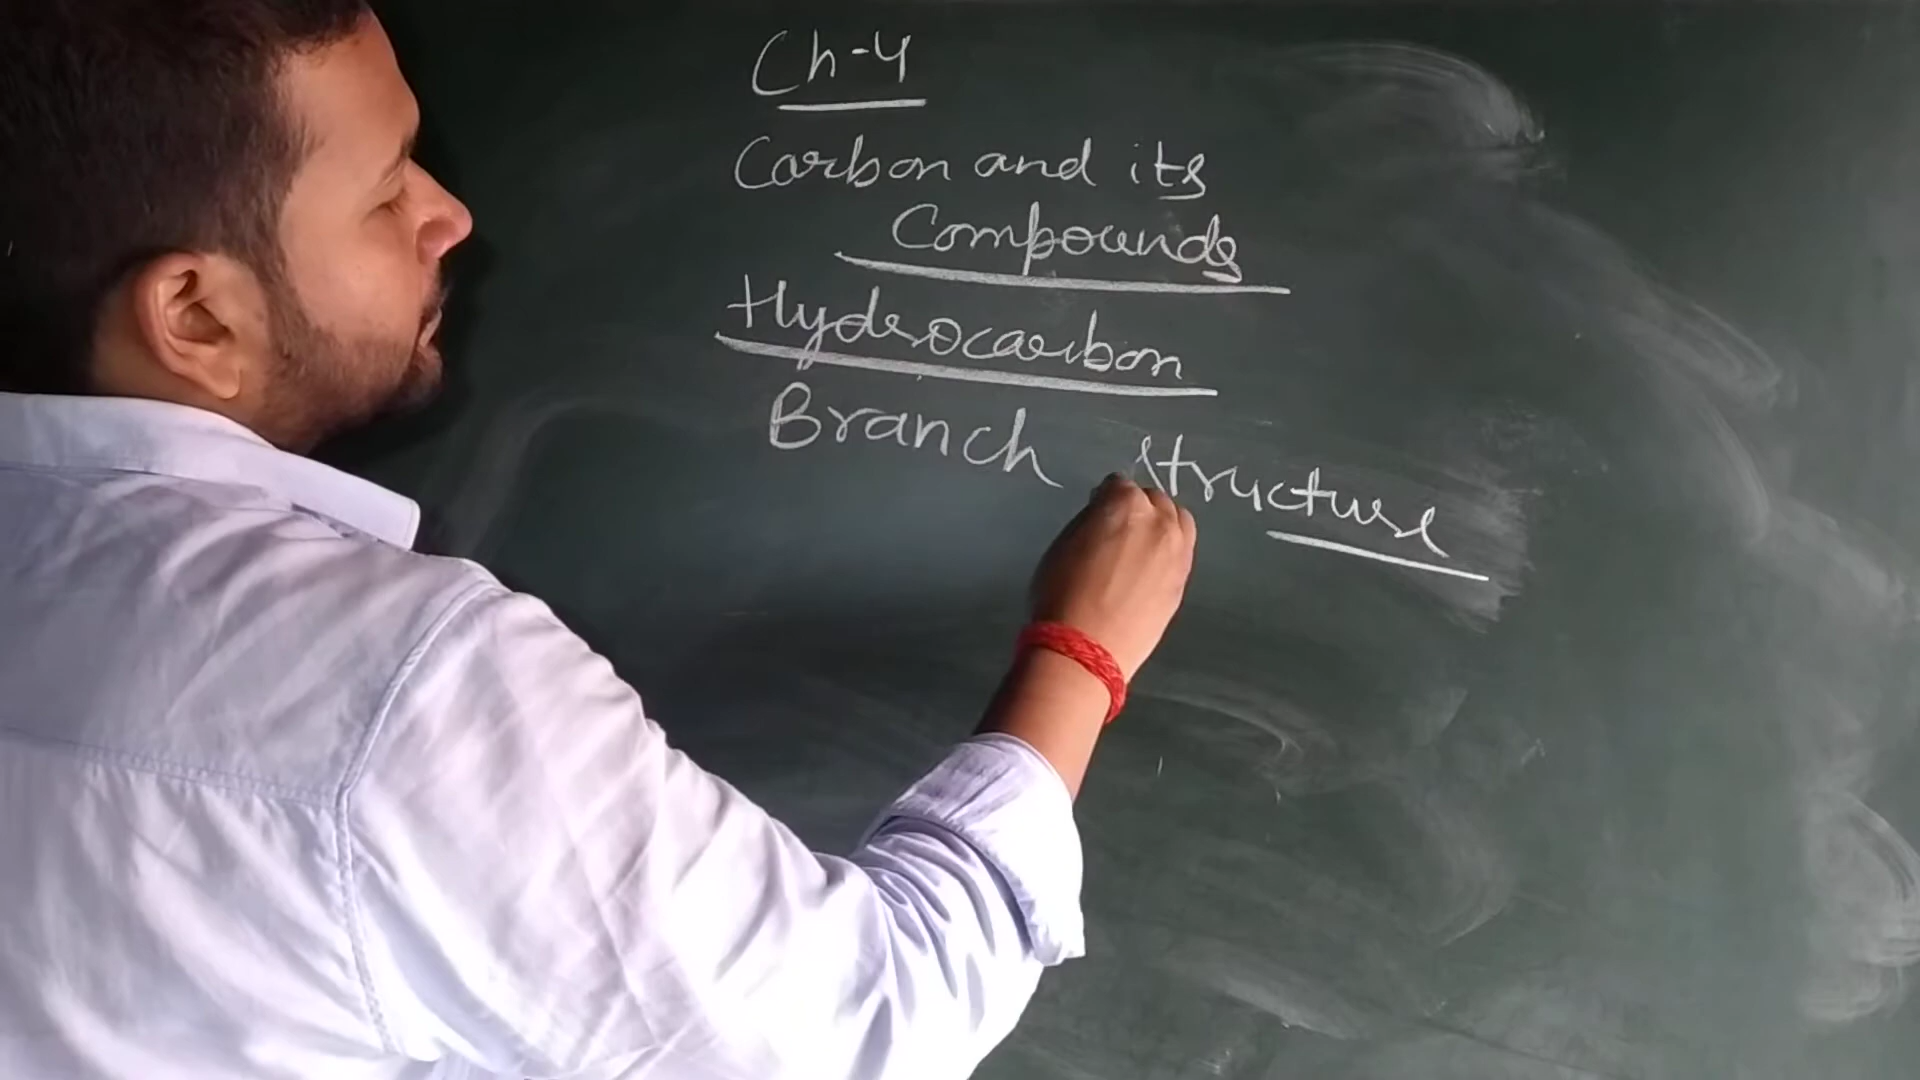 Ch-4
Carbon and its
Compounds
Hydrocarbon
Branch structure